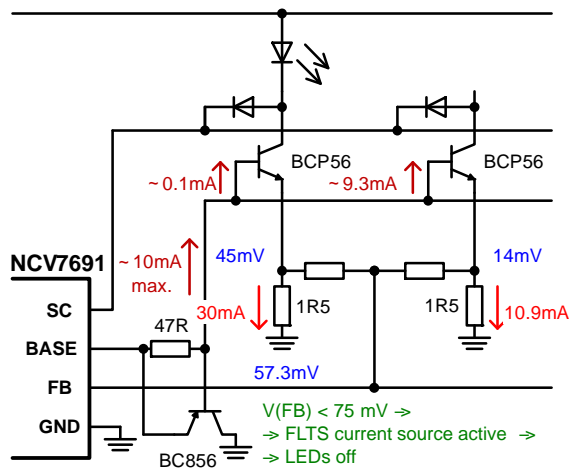 BCP56
BCP56
~ 0.1mA
~ 9.3mA
NCV7691
~ 10mA
max.
45mV
14mV
SC
30mA
1R5
1R5
10.9mA
47R
BASE
57.3mV
FB
V(FB) < 75 mV ->
-> FLTS current source active ->
-> LEDs off
GND
BC856